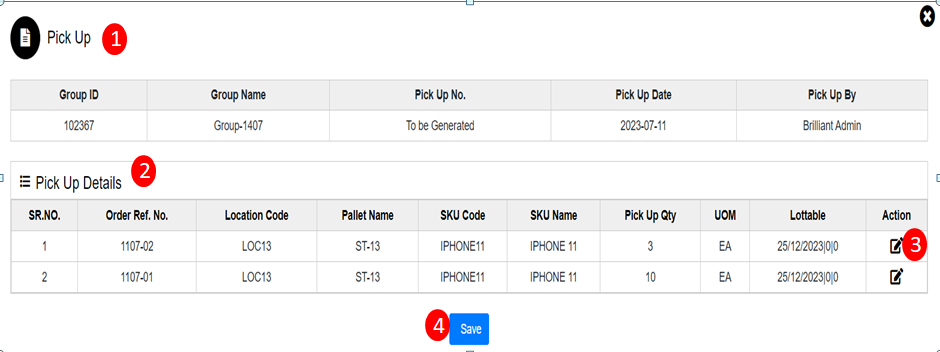 Pick Up 1
Group ID Group Name Pick Up No. Pick Up Date Pick Up By
102367 Group-1407 To be Generated 2023-07-11 Brilliant Admin
2
Pick Up Details
SR.NO. Order Ref. No. Location Code Pallet Name SKU Code SKU Name Pick Up Qty UOM Lottable Action
1 1107-02 LOC13 ST-13 IPHONE11 IPHONE 11 3 EA 25/12/2023|0|0 3
2 1107-01 LOC13 ST-13 IPHONE11 IPHONE 11 10 EA 25/12/2023|0|0
4 Save